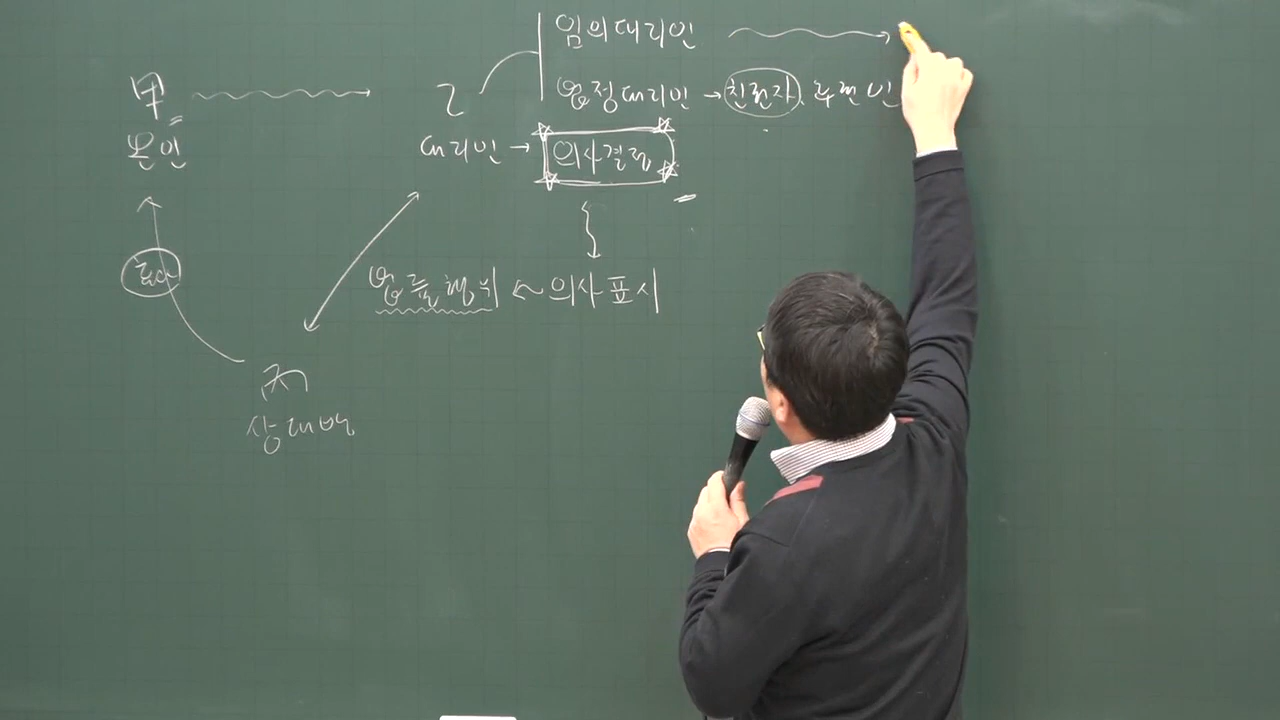 임의대리인
甲 乙 법정대리인 → 친권자. 후견인
본인 대리인 → 의사결정
효과 법률행위 의사표시
丙
상대방